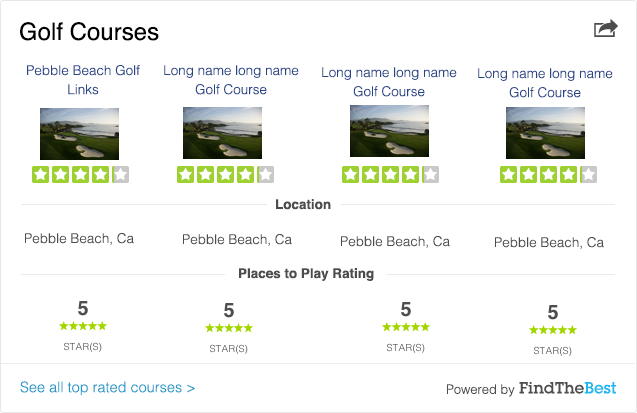 Golf Courses
Pebble Beach Golf Links
Long name long name Golf Course
Long name long name Golf Course
Long name long name Golf Course
Location
Pebble Beach, Ca
Pebble Beach, Ca
Pebble Beach, Ca
Pebble Beach, Ca
Places to Play Rating
5
STAR(S)
5
STAR(S)
5
STAR(S)
5
STAR(S)
See all top rated courses >
Powered by FindTheBest